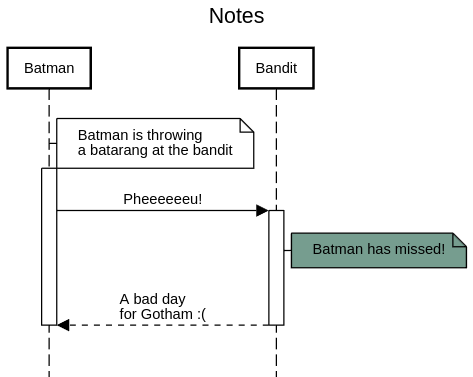 Notes
Batman
Bandit
Batman is throwing
a batarang at the bandit
Pheeeeeeu!
Batman has missed!
A bad day
for Gotham :(